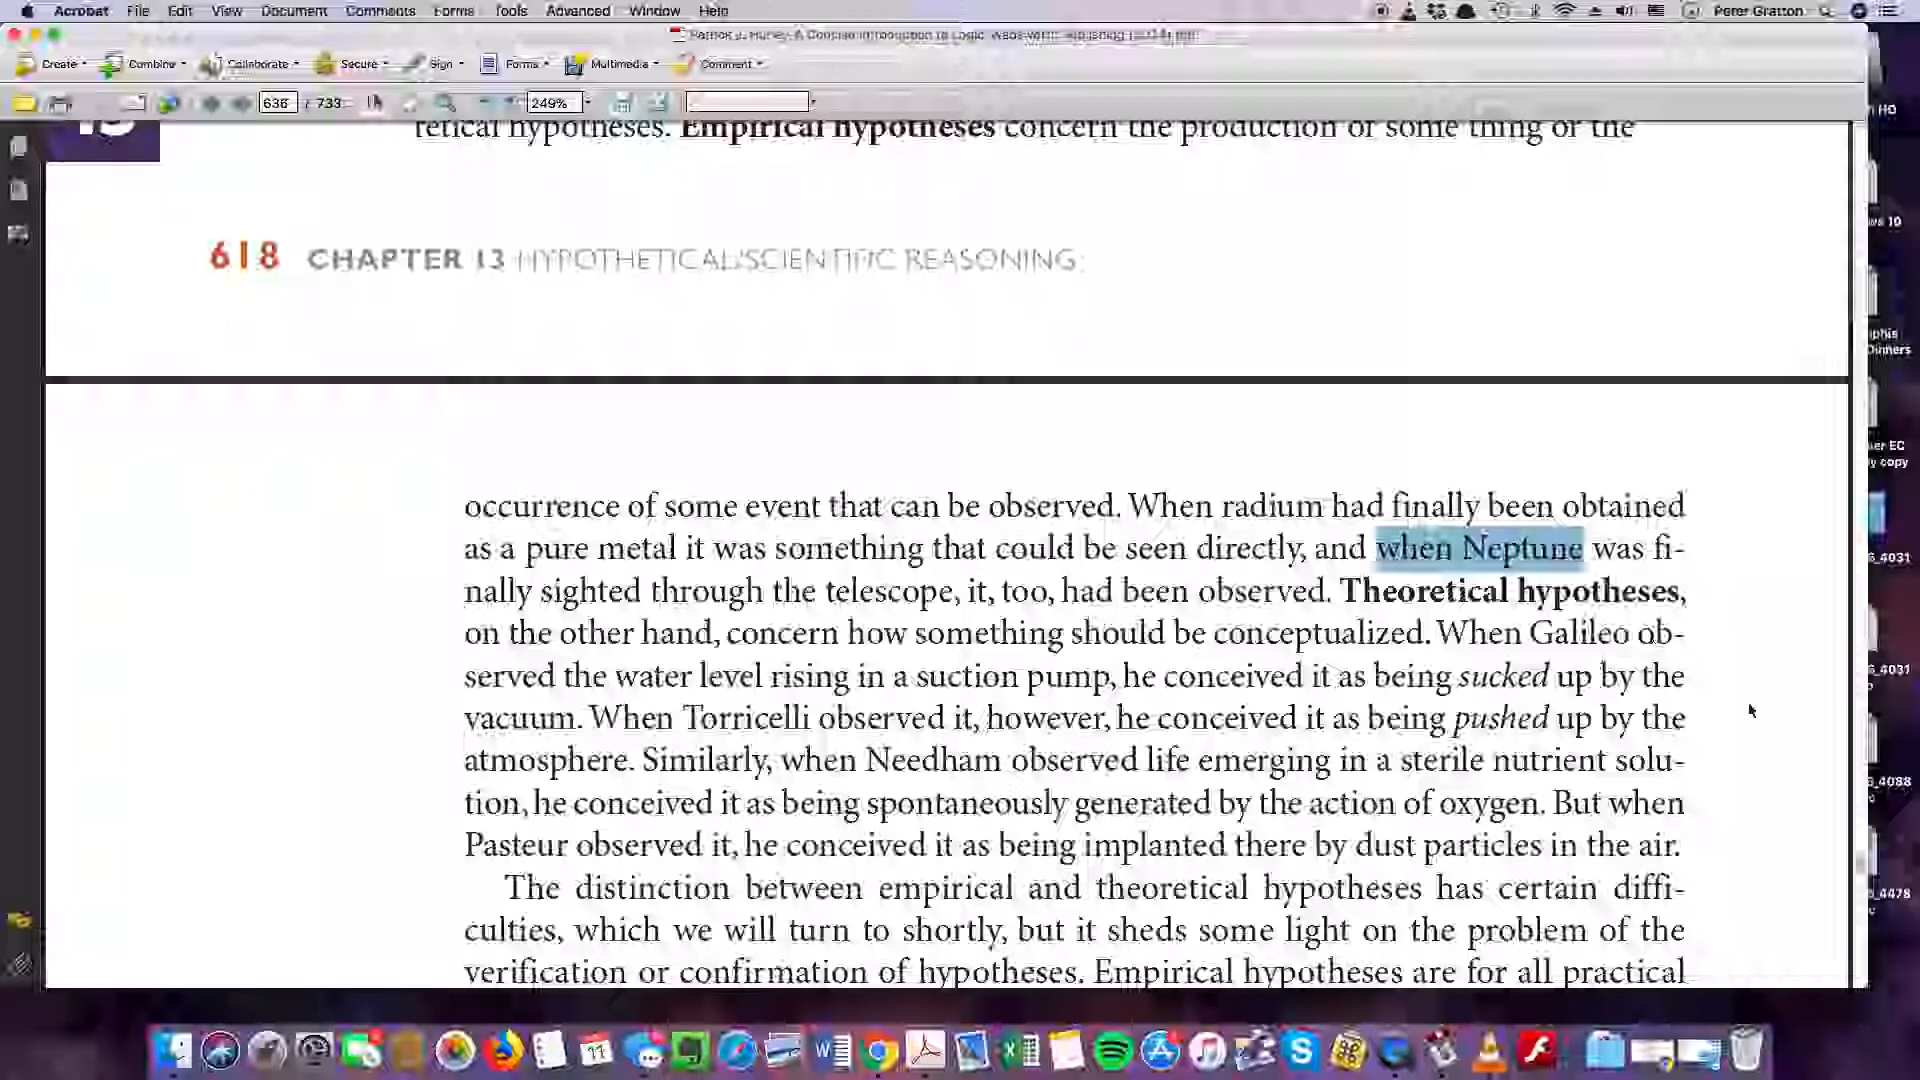 Acrobat File Edit View Document Comments Forms Tools Advanced Window Help Peter Gratton
Create Combine Collaborate Secure Sign Forms Multimedia Comment
636 / 733 249%
retical hypotheses. Empirical hypotheses concern the production of some thing or the
618 CHAPTER 13 HYPOTHETICAL/SCIENTIFIC REASONING
occurrence of some event that can be observed. When radium had finally been obtained
as a pure metal it was something that could be seen directly, and when Neptune was fi-
nally sighted through the telescope, it, too, had been observed. Theoretical hypotheses,
on the other hand, concern how something should be conceptualized. When Galileo ob-
served the water level rising in a suction pump, he conceived it as being sucked up by the
vacuum. When Torricelli observed it, however, he conceived it as being pushed up by the
atmosphere. Similarly, when Needham observed life emerging in a sterile nutrient solu-
tion, he conceived it as being spontaneously generated by the action of oxygen. But when
Pasteur observed it, he conceived it as being implanted there by dust particles in the air.
The distinction between empirical and theoretical hypotheses has certain diffi-
culties, which we will turn to shortly, but it sheds some light on the problem of the
verification or confirmation of hypotheses. Empirical hypotheses are for all practical
HO
10
Dinners
EC
copy
4031
4031
4088
4478
11